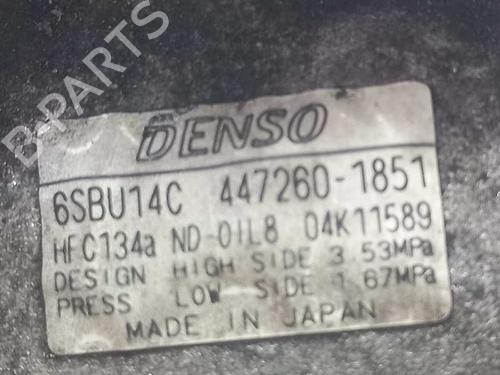 B-PARTS
DENSO
6SBU14C 447260-1851
HFC134a ND-OIL8 04K11589
DESIGN HIGH SIDE 3 53MPa
PRESS LOW SIDE 1 67MPa
MADE IN JAPAN
B-PARTS